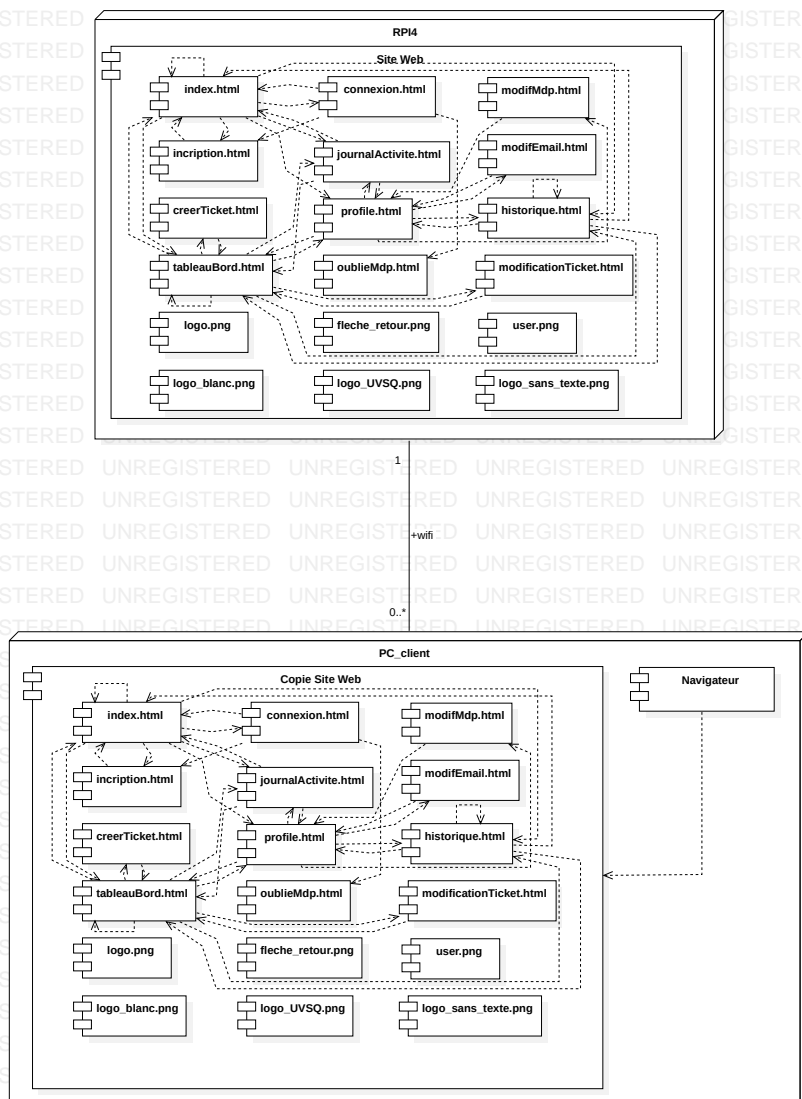 RPI4
Site Web
index.html
connexion.html
modifMdp.html
incription.html
journalActivite.html
modifEmail.html
creerTicket.html
profile.html
historique.html
tableauBord.html
oublieMdp.html
modificationTicket.html
logo.png
fleche_retour.png
user.png
logo_blanc.png
logo_UVSQ.png
logo_sans_texte.png
1
+wifi
0..*
PC_client
Copie Site Web
Navigateur
index.html
connexion.html
modifMdp.html
incription.html
journalActivite.html
modifEmail.html
creerTicket.html
profile.html
historique.html
tableauBord.html
oublieMdp.html
modificationTicket.html
logo.png
fleche_retour.png
user.png
logo_blanc.png
logo_UVSQ.png
logo_sans_texte.png
UNREGISTERED UNREGISTERED UNREGISTERED